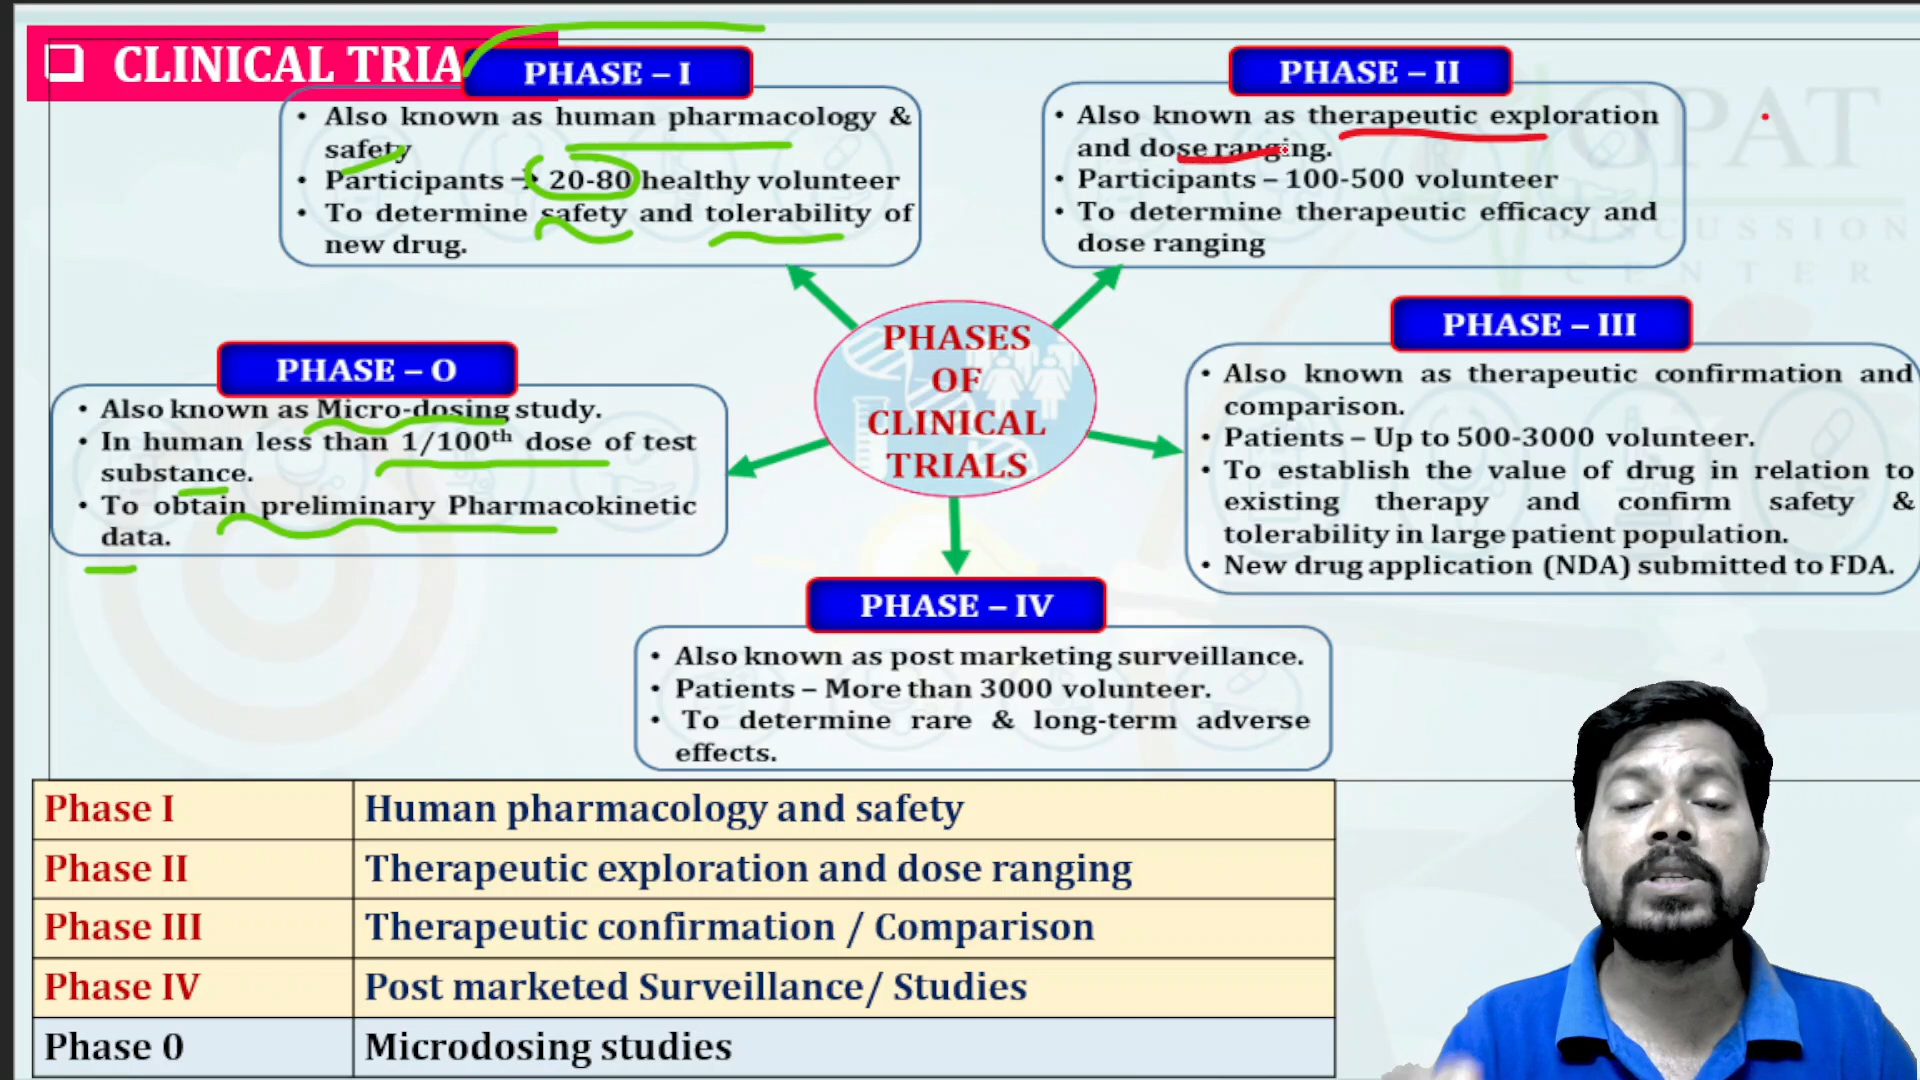 ❑ CLINICAL TRIA
PHASE – I
• Also known as human pharmacology &
safety
• Participants → 20-80 healthy volunteer
• To determine safety and tolerability of
new drug.
PHASE – II
• Also known as therapeutic exploration
and dose ranging.
• Participants – 100-500 volunteer
• To determine therapeutic efficacy and
dose ranging
GPAT
DISCUSSION
CENTER
PHASES
OF
CLINICAL
TRIALS
PHASE – O
• Also known as Micro-dosing study.
• In human less than 1/100th dose of test
substance.
• To obtain preliminary Pharmacokinetic
data.
PHASE – III
• Also known as therapeutic confirmation and
comparison.
• Patients – Up to 500-3000 volunteer.
• To establish the value of drug in relation to
existing therapy and confirm safety &
tolerability in large patient population.
• New drug application (NDA) submitted to FDA.
PHASE – IV
• Also known as post marketing surveillance.
• Patients – More than 3000 volunteer.
• To determine rare & long-term adverse
effects.
Phase I Human pharmacology and safety
Phase II Therapeutic exploration and dose ranging
Phase III Therapeutic confirmation / Comparison
Phase IV Post marketed Surveillance/ Studies
Phase 0 Microdosing studies